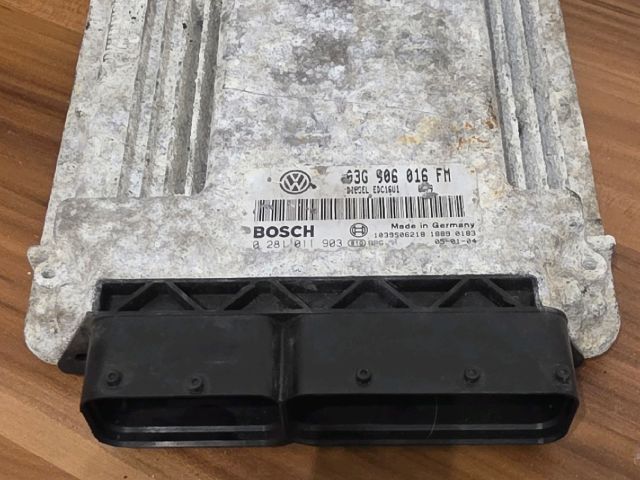 03G 906 016 FM
DIESEL EDC16U1
BOSCH
Made in Germany
1039S06218 1889 0183
0 281 011 903
05-01-04